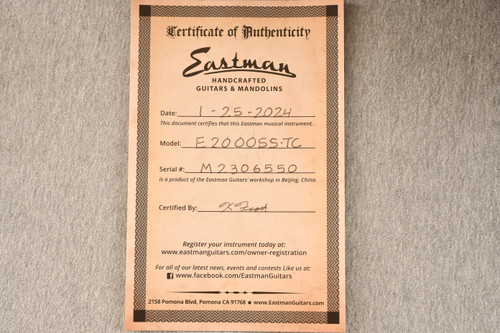 Certificate of Authenticity
Eastman
HANDCRAFTED
GUITARS & MANDOLINS
Date: 1-25-2024
This document certifies that this Eastman musical instrument,
Model: E2000SS-TC
Serial #: M2306550
is a product of the Eastman Guitars' workshop in Beijing, China.
Certified By:
Register your instrument today at:
www.eastmanguitars.com/owner-registration
For all of our latest news, events and contests Like us at:
www.facebook.com/EastmanGuitars
2158 Pomona Blvd, Pomona CA 91768 ● www.EastmanGuitars.com